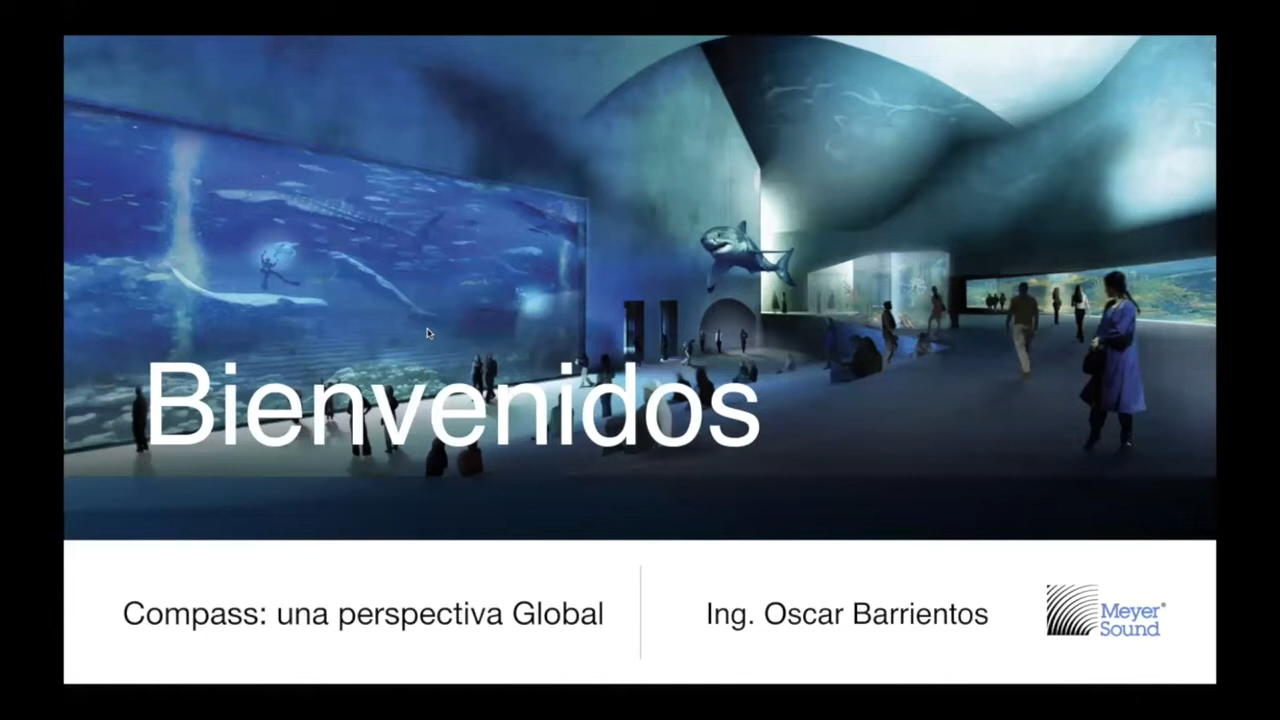 Bienvenidos
Compass: una perspectiva Global
Ing. Oscar Barrientos
Meyer®
Sound